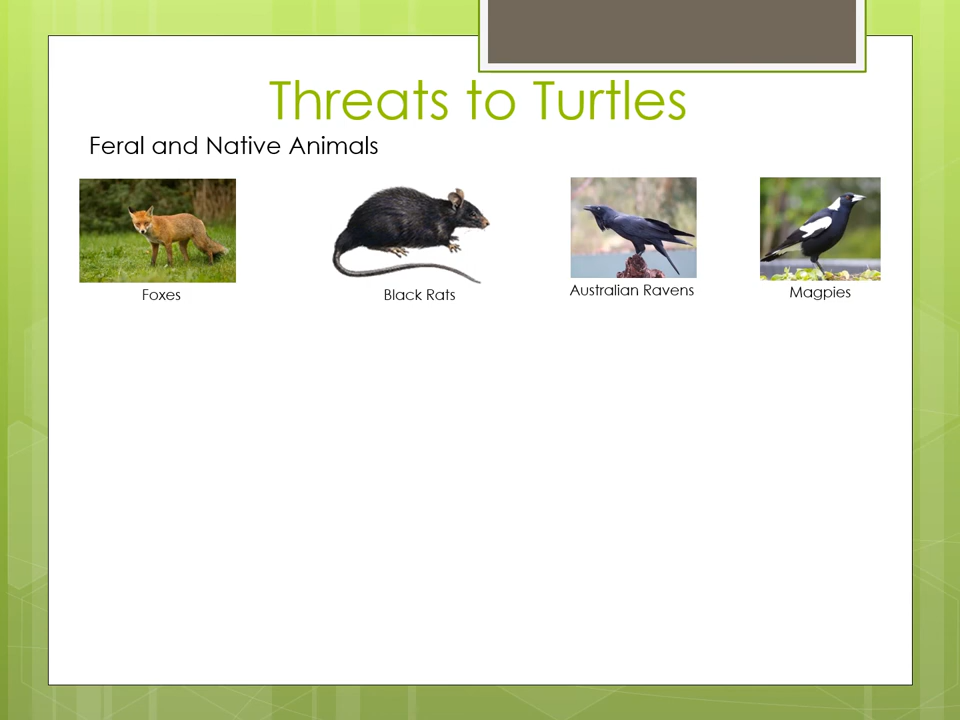 Threats to Turtles
Feral and Native Animals
Foxes
Black Rats
Australian Ravens
Magpies